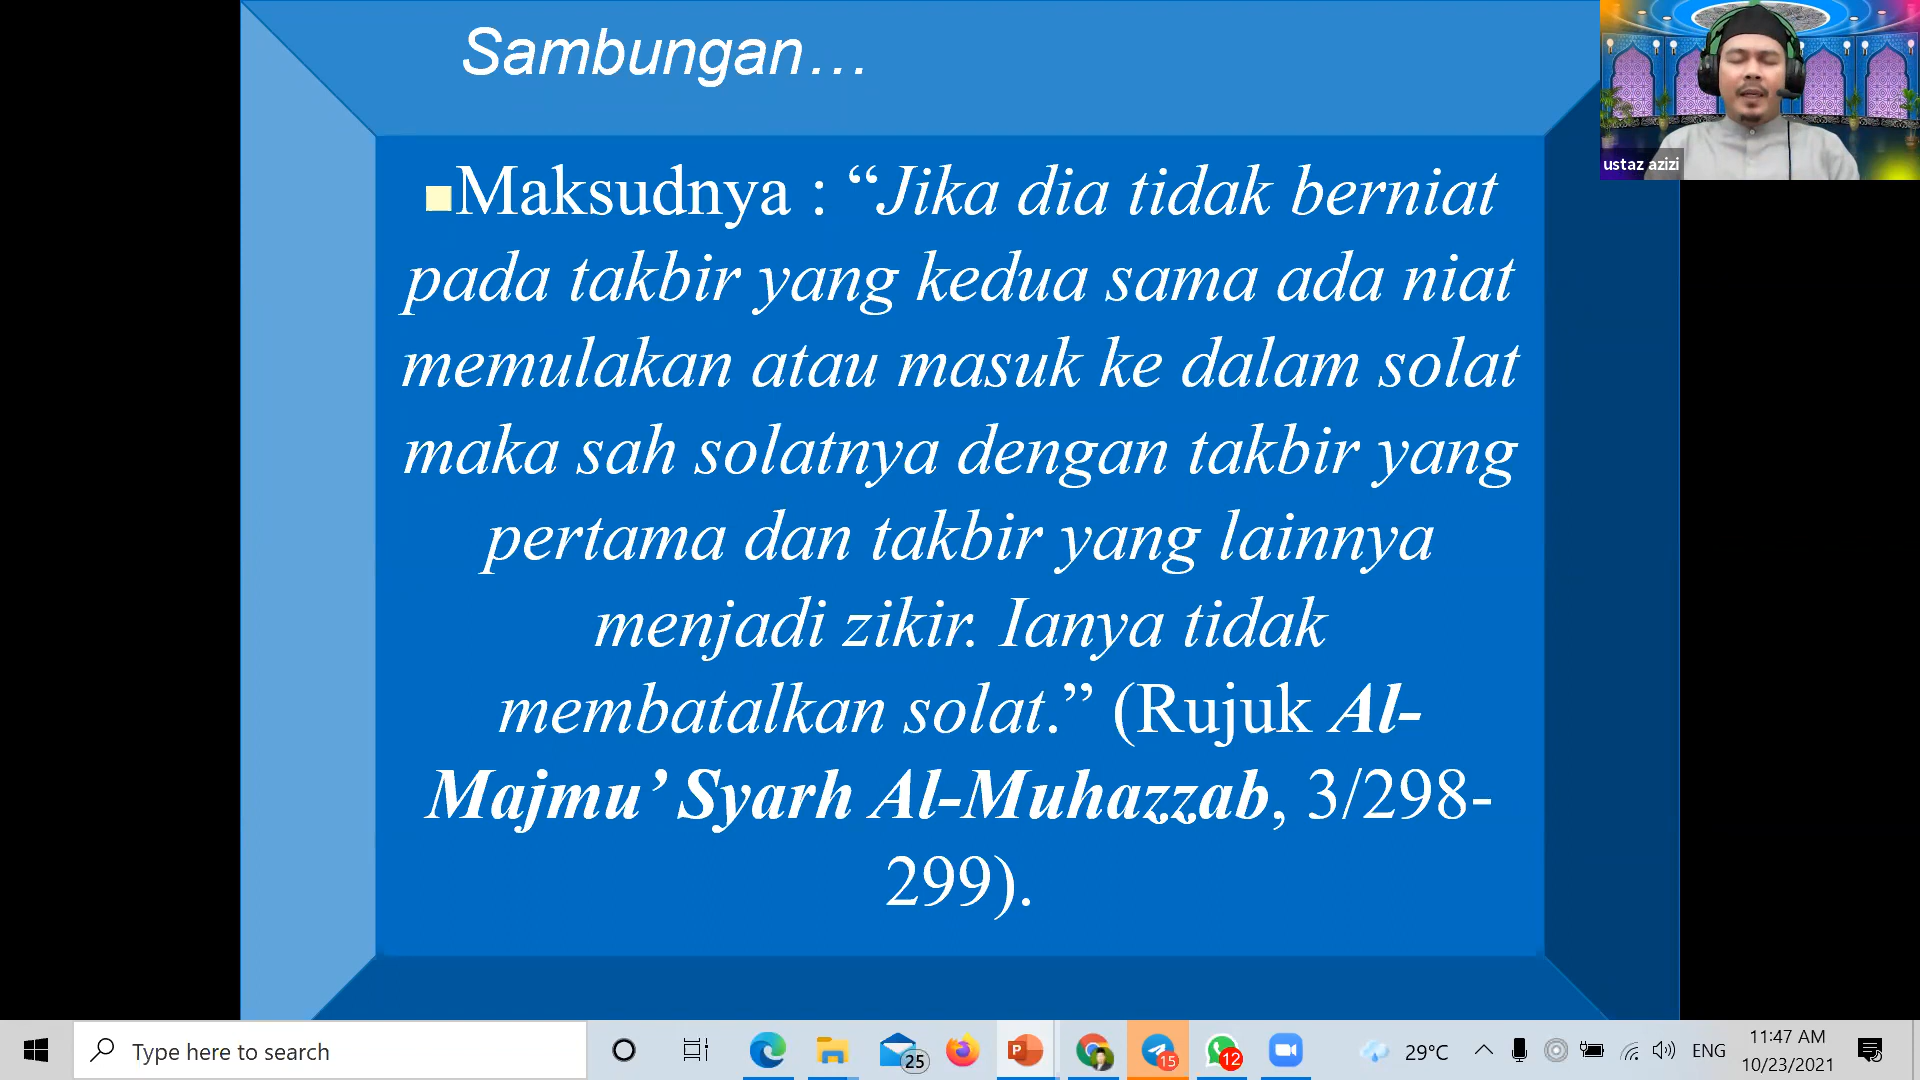 Sambungan…
Maksudnya : “Jika dia tidak berniat
pada takbir yang kedua sama ada niat
memulakan atau masuk ke dalam solat
maka sah solatnya dengan takbir yang
pertama dan takbir yang lainnya
menjadi zikir. Ianya tidak
membatalkan solat.” (Rujuk Al-
Majmu’ Syarh Al-Muhazzab, 3/298-
299).
ustaz azizi
Type here to search
25
15
12
29°C
ENG
11:47 AM
10/23/2021